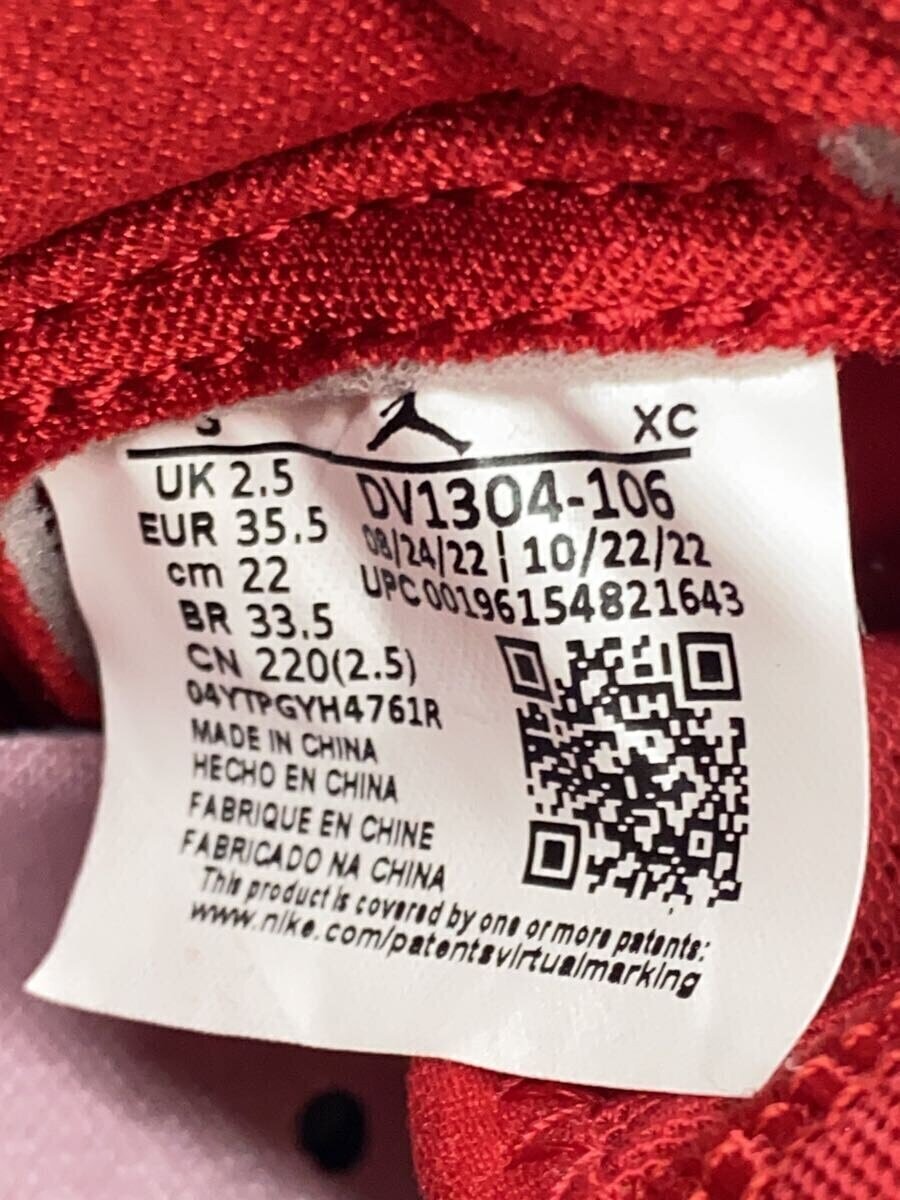 XC
UK 2.5
EUR 35.5
cm 22
BR 33.5
CN 220(2.5)
04YTPGYH4761R
MADE IN CHINA
HECHO EN CHINA
FABRIQUE EN CHINE
FABRICADO NA CHINA
DV1304-106
08/24/22 | 10/22/22
UPC 00196154821643
This product is covered by one or more patents:
www.nike.com/patentsvirtualmarking